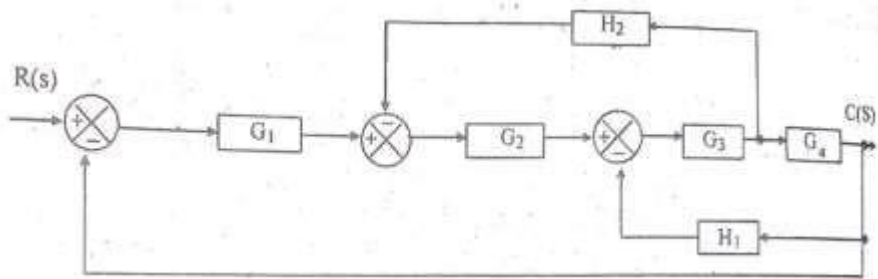 H₂
R(s)
C(S)
+
−
G₁
−
+
G₂
+
−
G₃
G₄
H₁